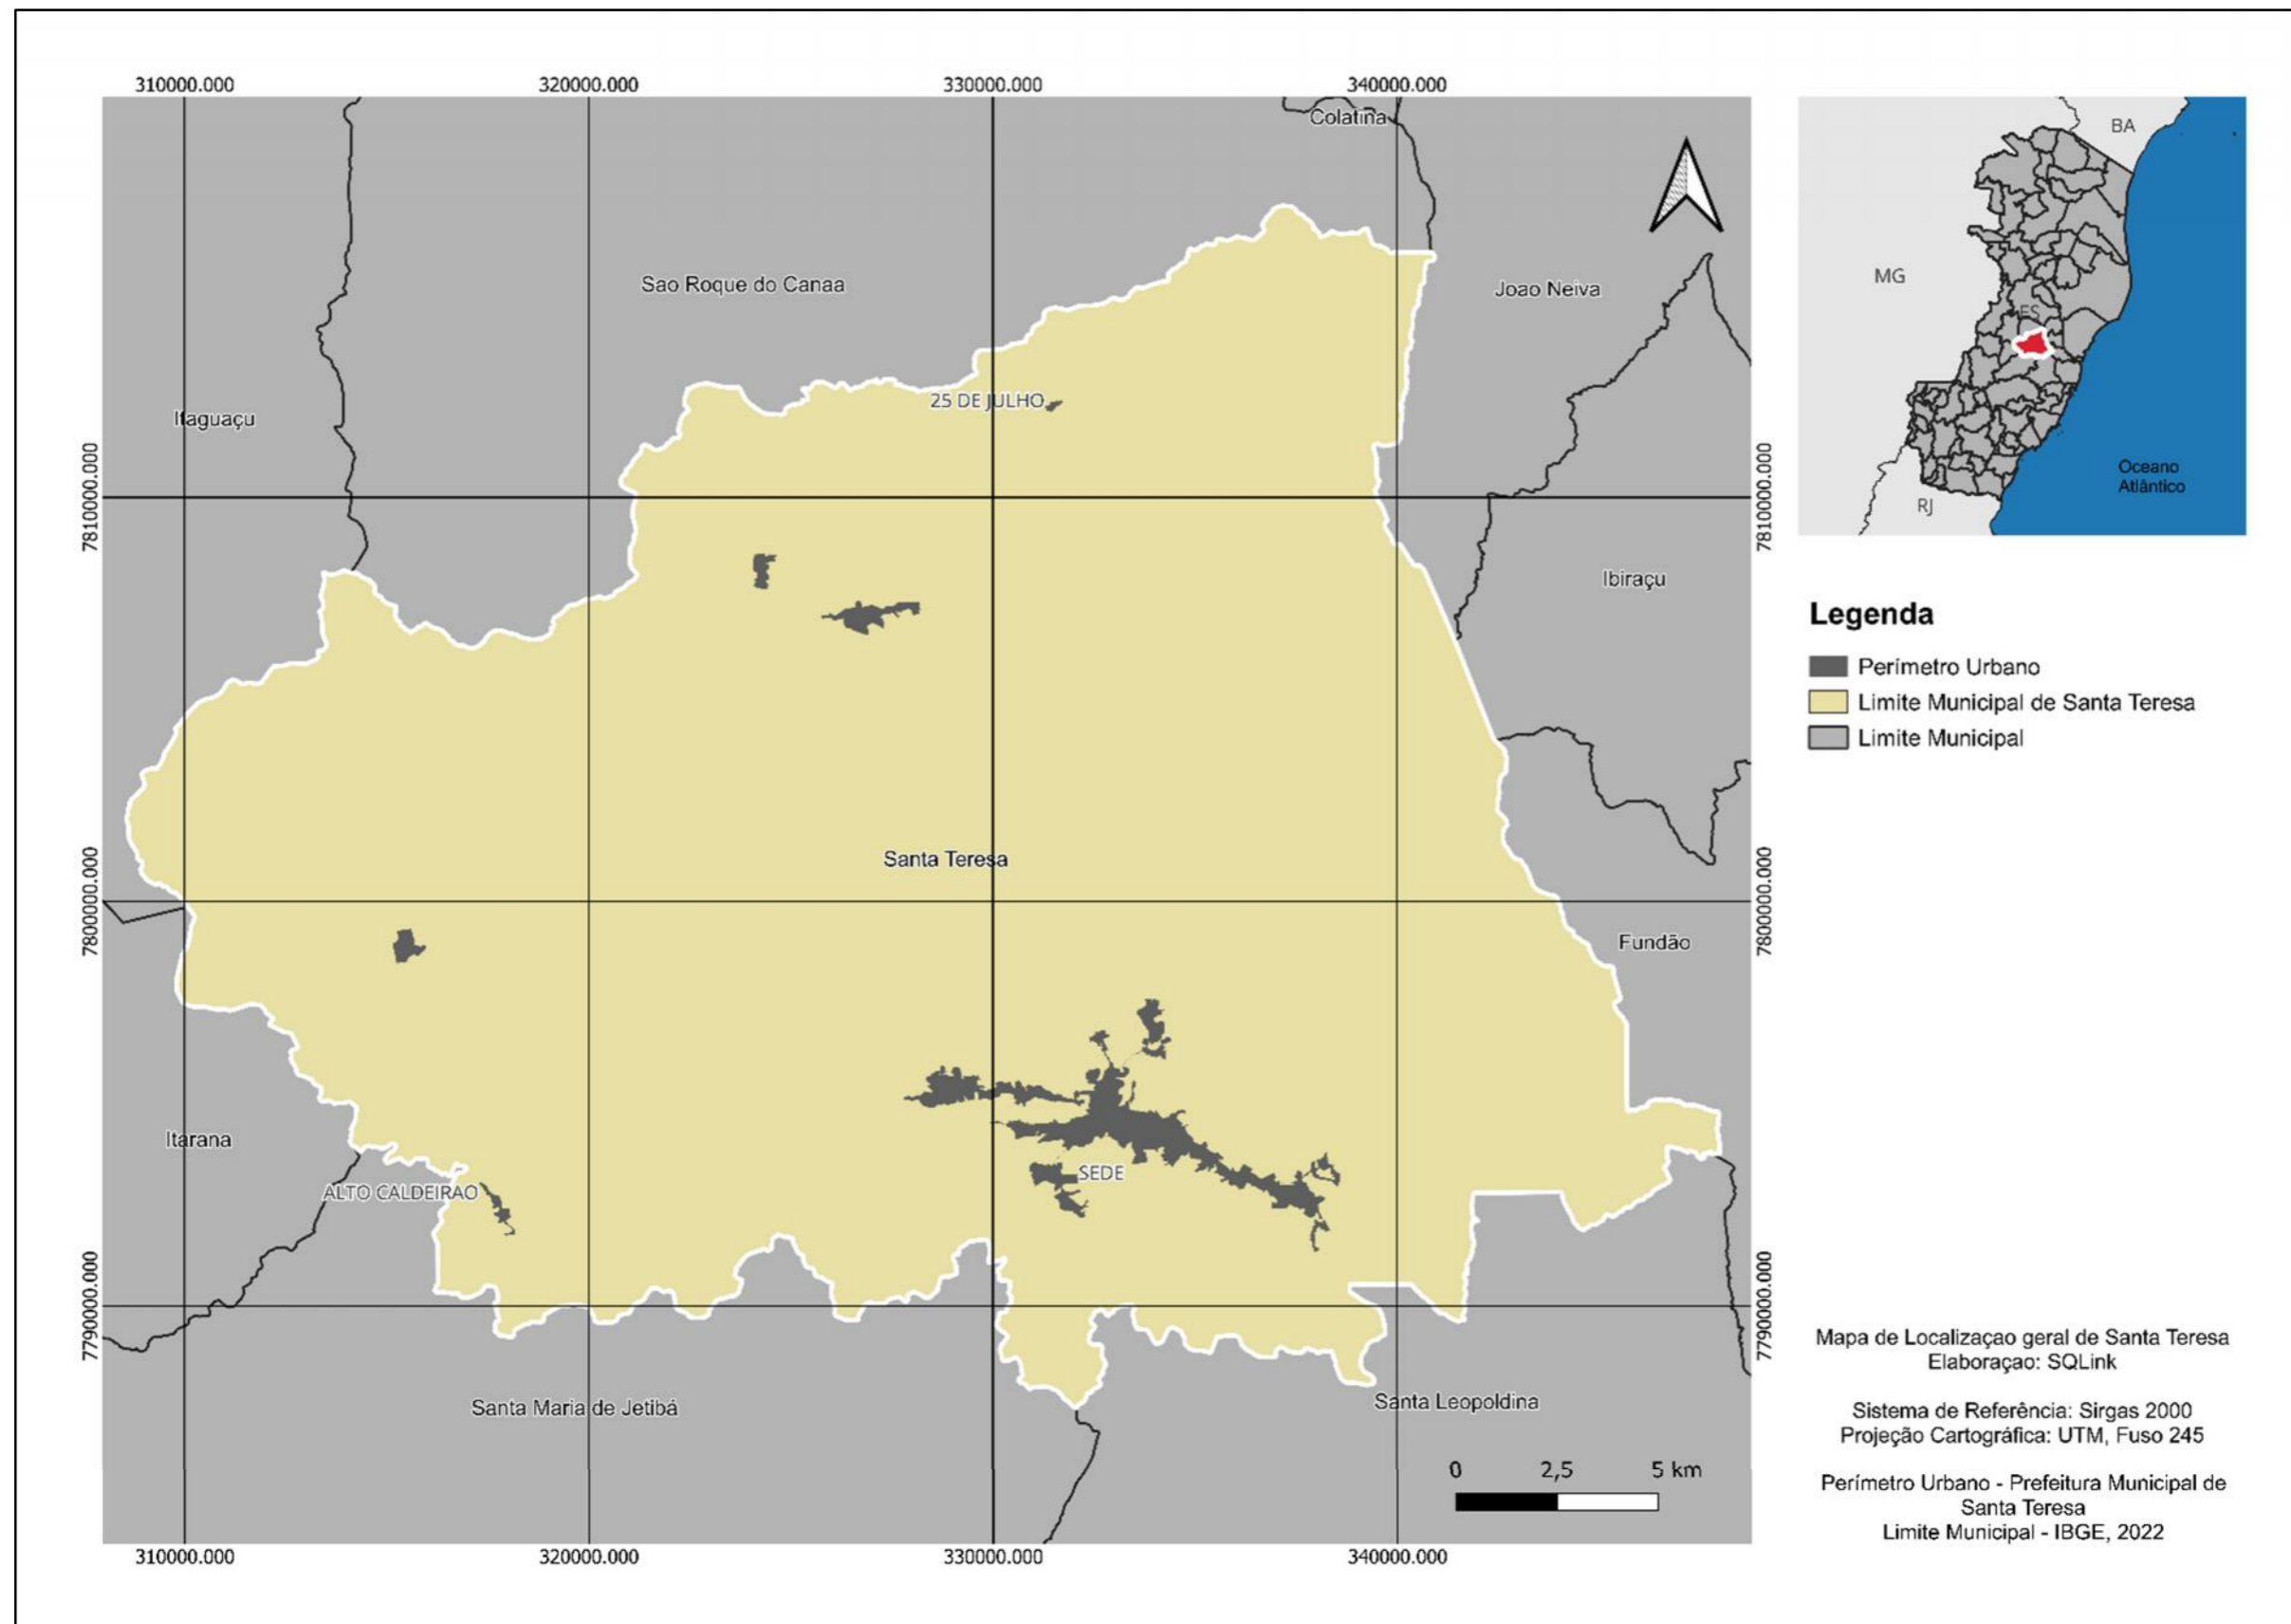 310000.000
320000.000
330000.000
340000.000
Colatina
BA
Sao Roque do Canaa
Joao Neiva
MG
ES
25 DE JULHO
Itaguaçu
7810000.000
7810000.000
Oceano
Atlântico
RJ
Ibiraçu
Legenda
Perímetro Urbano
Limite Municipal de Santa Teresa
Limite Municipal
Santa Teresa
7800000.000
7800000.000
Fundão
Itarana
SEDE
ALTO CALDEIRAO
7790000.000
7790000.000
Santa Maria de Jetibá
Santa Leopoldina
0 2,5 5 km
310000.000
320000.000
330000.000
340000.000
Mapa de Localizaçao geral de Santa Teresa
Elaboraçao: SQLink
Sistema de Referência: Sirgas 2000
Projeção Cartográfica: UTM, Fuso 245
Perímetro Urbano - Prefeitura Municipal de
Santa Teresa
Limite Municipal - IBGE, 2022